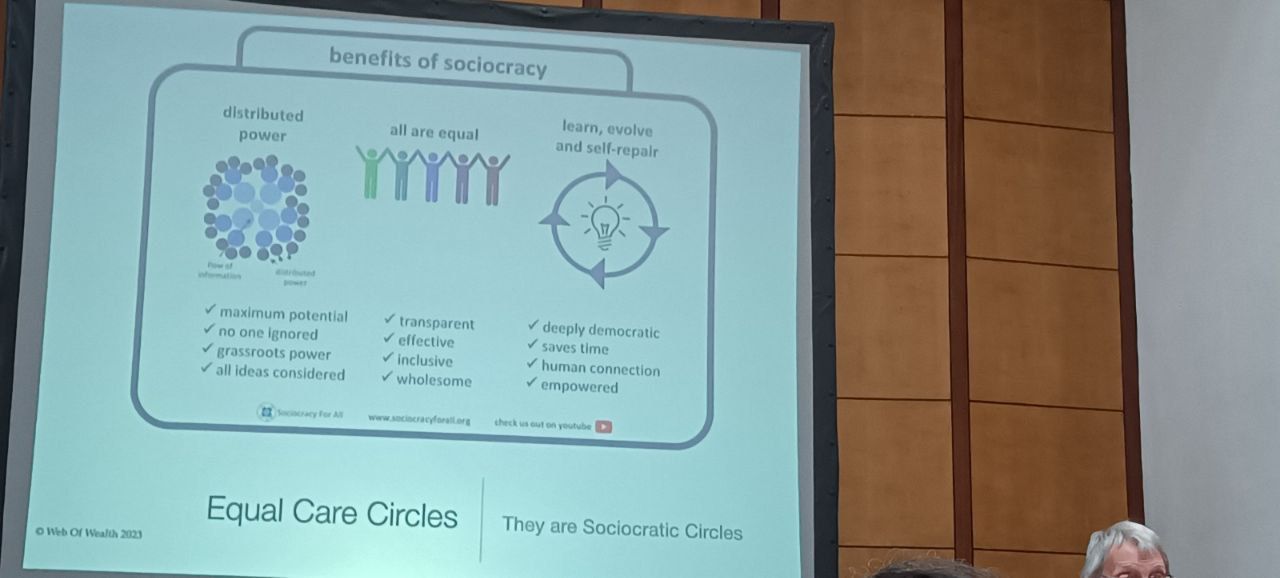 benefits of sociocracy
distributed
power
all are equal
learn, evolve
and self-repair
flow of
information
distributed
power
✓ maximum potential
✓ no one ignored
✓ grassroots power
✓ all ideas considered
✓ transparent
✓ effective
✓ inclusive
✓ wholesome
✓ deeply democratic
✓ saves time
✓ human connection
✓ empowered
Sociocracy For All
www.sociocracyforall.org
check us out on youtube
Equal Care Circles
They are Sociocratic Circles
© Web Of Wealth 2023